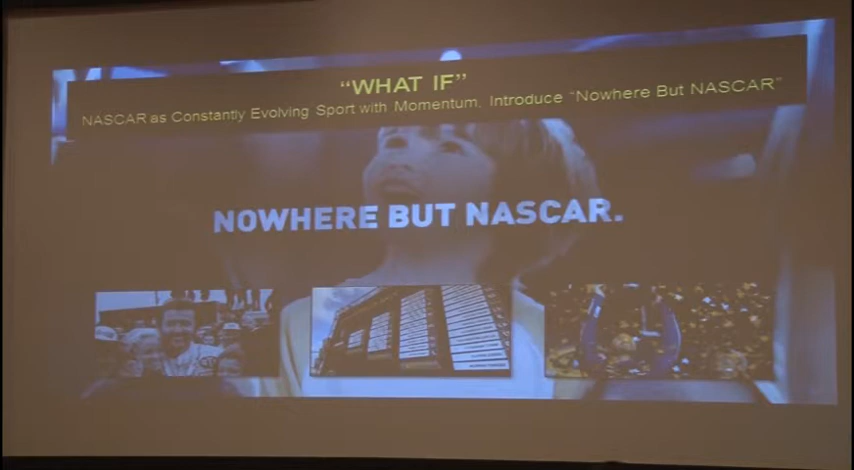 “WHAT IF”
NASCAR as Constantly Evolving Sport with Momentum. Introduce “Nowhere But NASCAR”
NOWHERE BUT NASCAR.